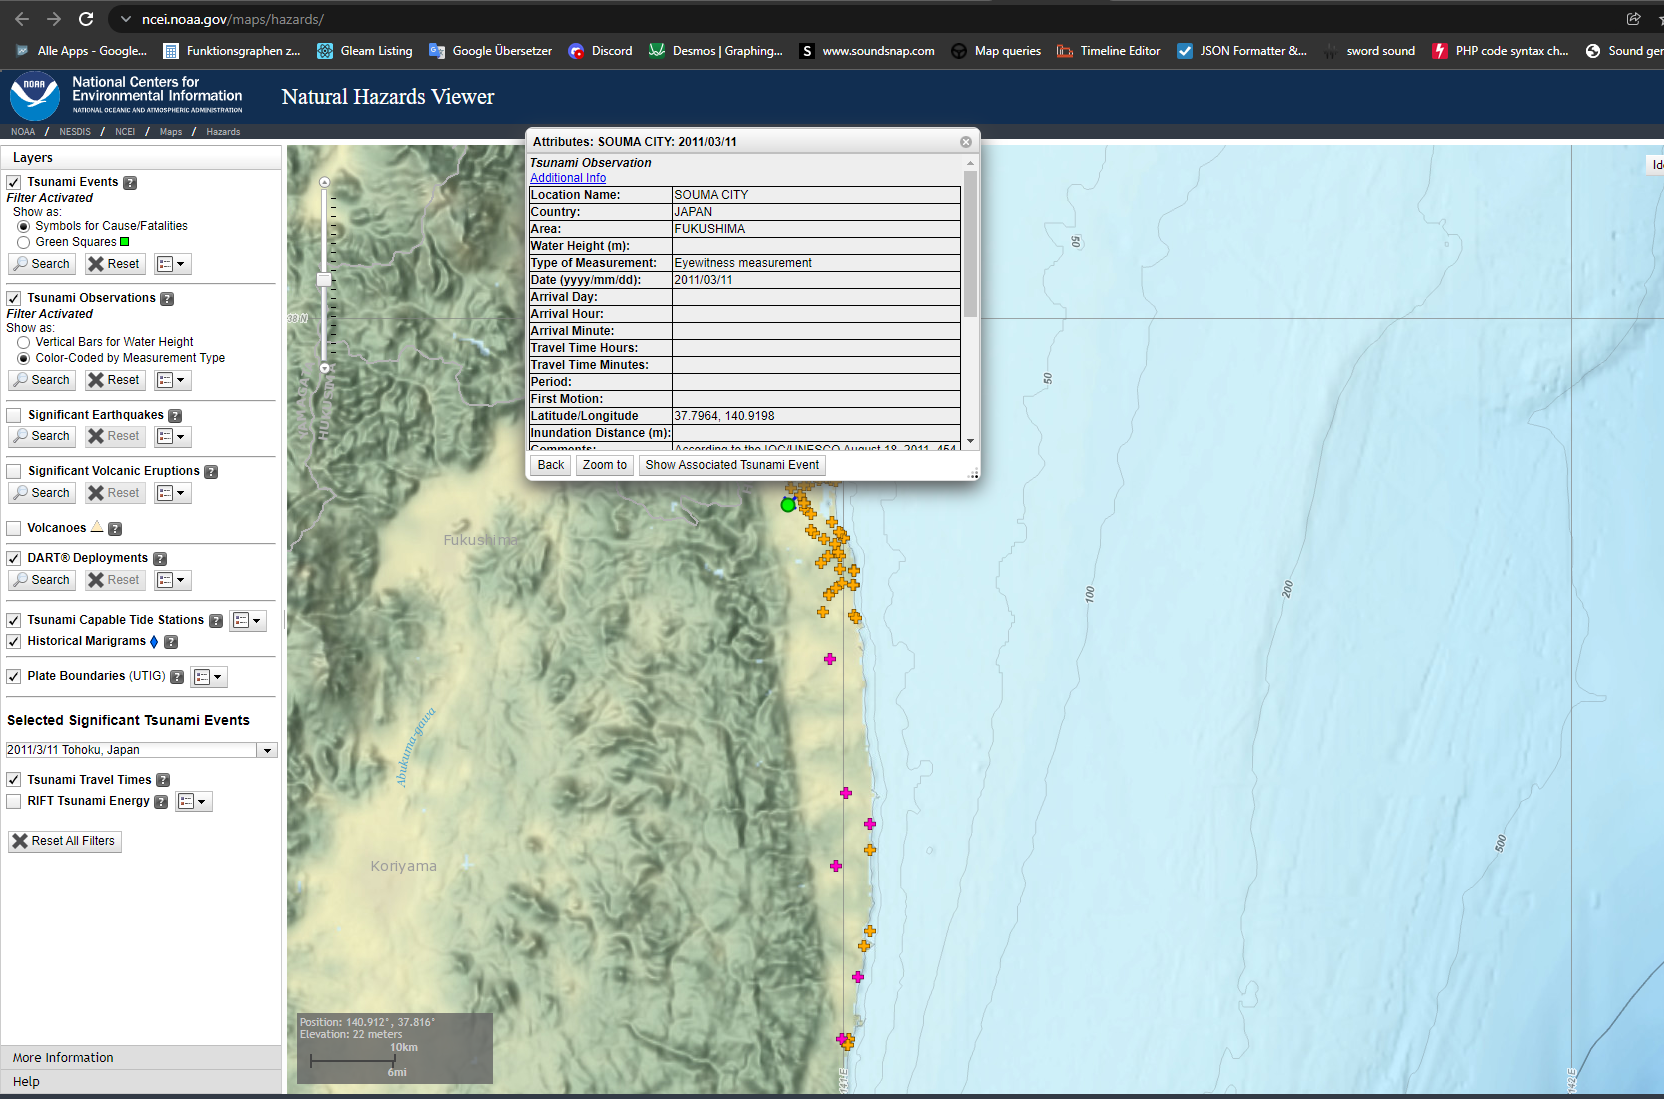 ncei.noaa.gov/maps/hazards/
Alle Apps - Google...
Funktionsgraphen z...
Gleam Listing
Google Übersetzer
Discord
Desmos | Graphing...
S
www.soundsnap.com
Map queries
Timeline Editor
JSON Formatter &...
sword sound
PHP code syntax ch...
Sound ger
NOAA
National Centers for
Environmental Information
NATIONAL OCEANIC AND ATMOSPHERIC ADMINISTRATION
Natural Hazards Viewer
NOAA / NESDIS / NCEI / Maps / Hazards
Layers
Tsunami Events ?
Filter Activated
Show as:
Symbols for Cause/Fatalities
Green Squares
Search
Reset
Tsunami Observations ?
Filter Activated
Show as:
Vertical Bars for Water Height
Color-Coded by Measurement Type
Search
Reset
Significant Earthquakes ?
Search
Reset
Significant Volcanic Eruptions ?
Search
Reset
Volcanoes ?
DART® Deployments ?
Search
Reset
Tsunami Capable Tide Stations ?
Historical Marigrams ?
Plate Boundaries (UTIG) ?
Selected Significant Tsunami Events
2011/3/11 Tohoku, Japan
Tsunami Travel Times ?
RIFT Tsunami Energy ?
Reset All Filters
More Information
Help
Attributes: SOUMA CITY: 2011/03/11
Tsunami Observation
Additional Info
Location Name: SOUMA CITY
Country: JAPAN
Area: FUKUSHIMA
Water Height (m):
Type of Measurement: Eyewitness measurement
Date (yyyy/mm/dd): 2011/03/11
Arrival Day:
Arrival Hour:
Arrival Minute:
Travel Time Hours:
Travel Time Minutes:
Period:
First Motion:
Latitude/Longitude 37.7964, 140.9198
Inundation Distance (m):
Comments: According to the IOC/UNESCO August 18, 2011, 454
Back
Zoom to
Show Associated Tsunami Event
Ide
38 N
50
50
100
200
500
Fukushima
Abukuma-gawa
Koriyama
Position: 140.912°, 37.816°
Elevation: 22 meters
10km
6mi
141 E
142 E